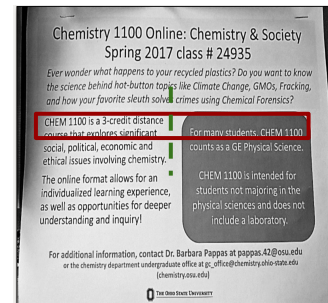 Chemistry 1100 Online: Chemistry & Society
Spring 2017 class # 24935
Ever wonder what happens to your recycled plastics? Do you want to know
the science behind hot-button topics like Climate Change, GMOs, Fracking,
and how your favorite sleuth solves crimes using Chemical Forensics?
CHEM 1100 is a 3-credit distance
course that explores significant
social, political, economic and
ethical issues involving chemistry.
The online format allows for an
individualized learning experience,
as well as opportunities for deeper
understanding and inquiry!
For many students, CHEM 1100
counts as a GE Physical Science.
CHEM 1100 is intended for
students not majoring in the
physical sciences and does not
include a laboratory.
For additional information, contact Dr. Barbara Pappas at pappas.42@osu.edu
or the chemistry department undergraduate office at gc_office@chemistry.ohio-state.edu
(chemistry.osu.edu)
THE OHIO STATE UNIVERSITY